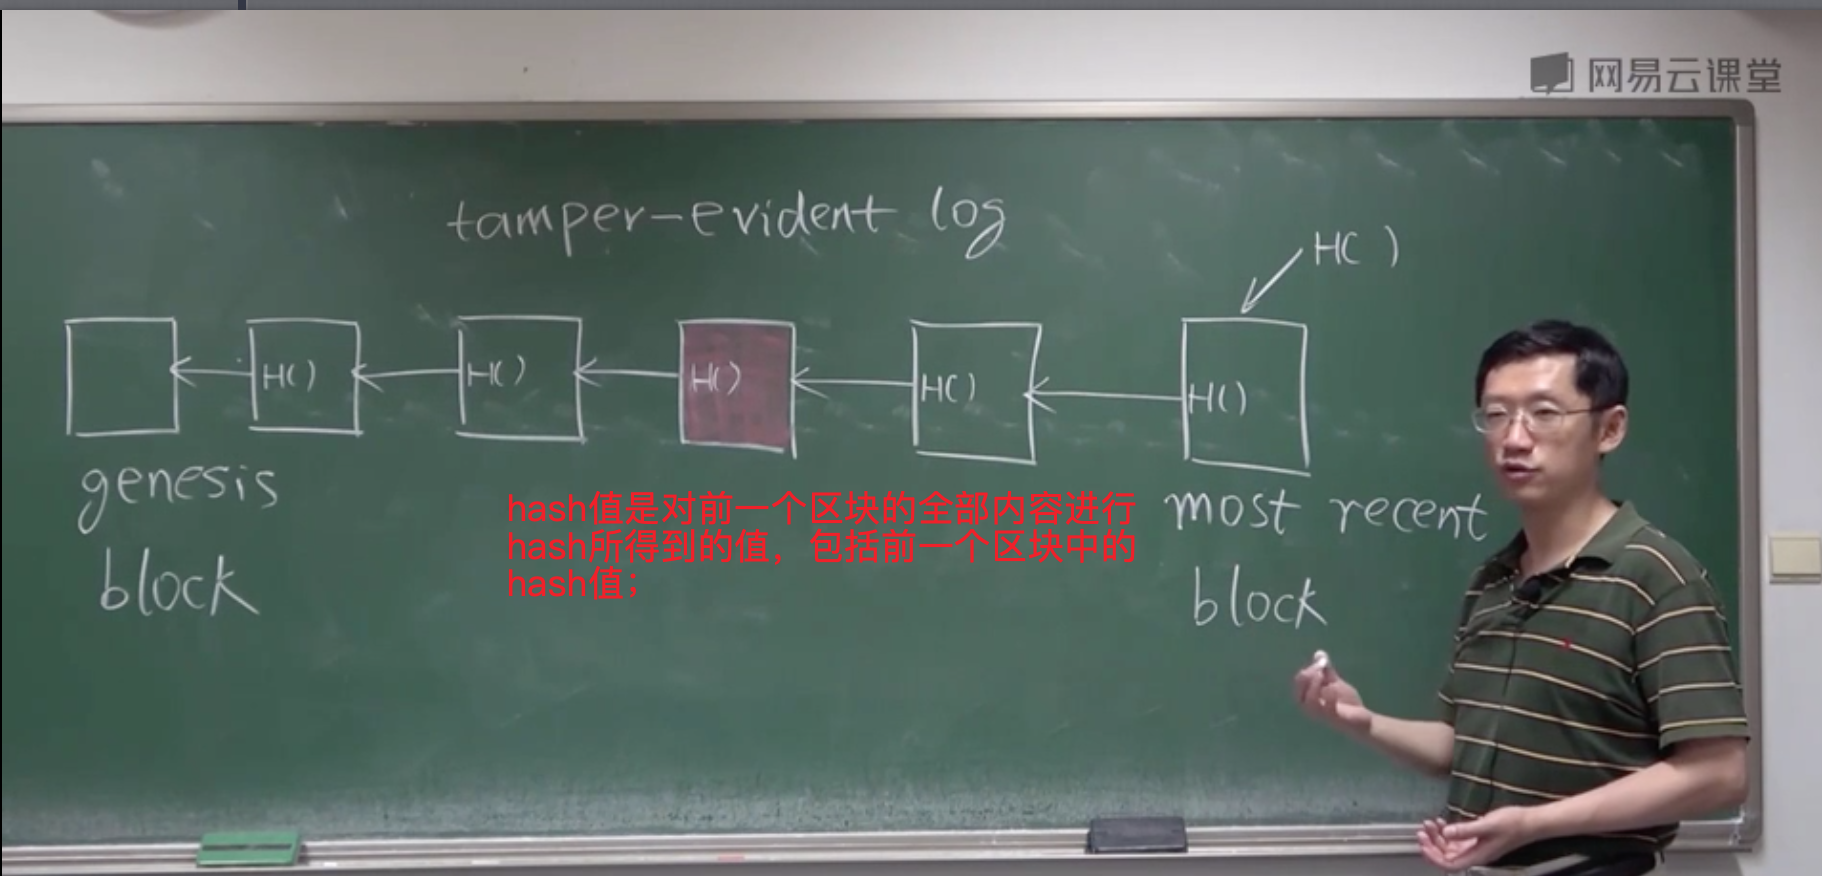 网易云课堂
tamper-evident log
H( )
H( ) H( ) H( ) H( ) H( )
genesis
block
hash值是对前一个区块的全部内容进行
hash所得到的值，包括前一个区块中的
hash值；
most recent
block